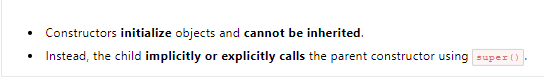 • Constructors initialize objects and cannot be inherited.
• Instead, the child implicitly or explicitly calls the parent constructor using super().